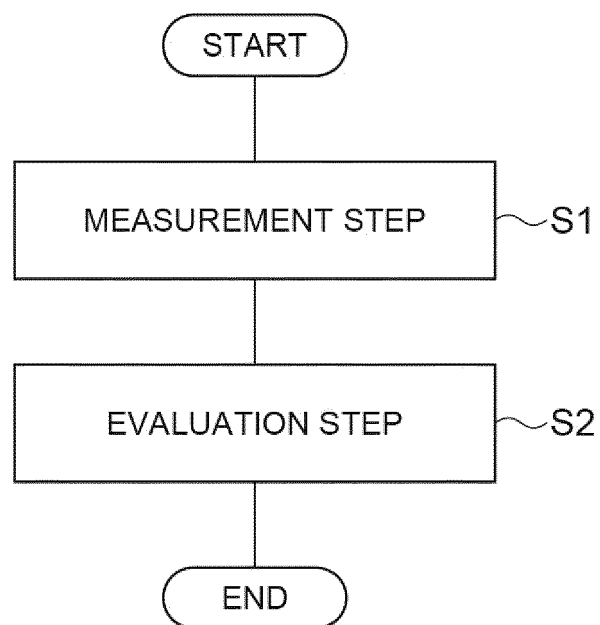 START
MEASUREMENT STEP
S1
EVALUATION STEP
S2
END